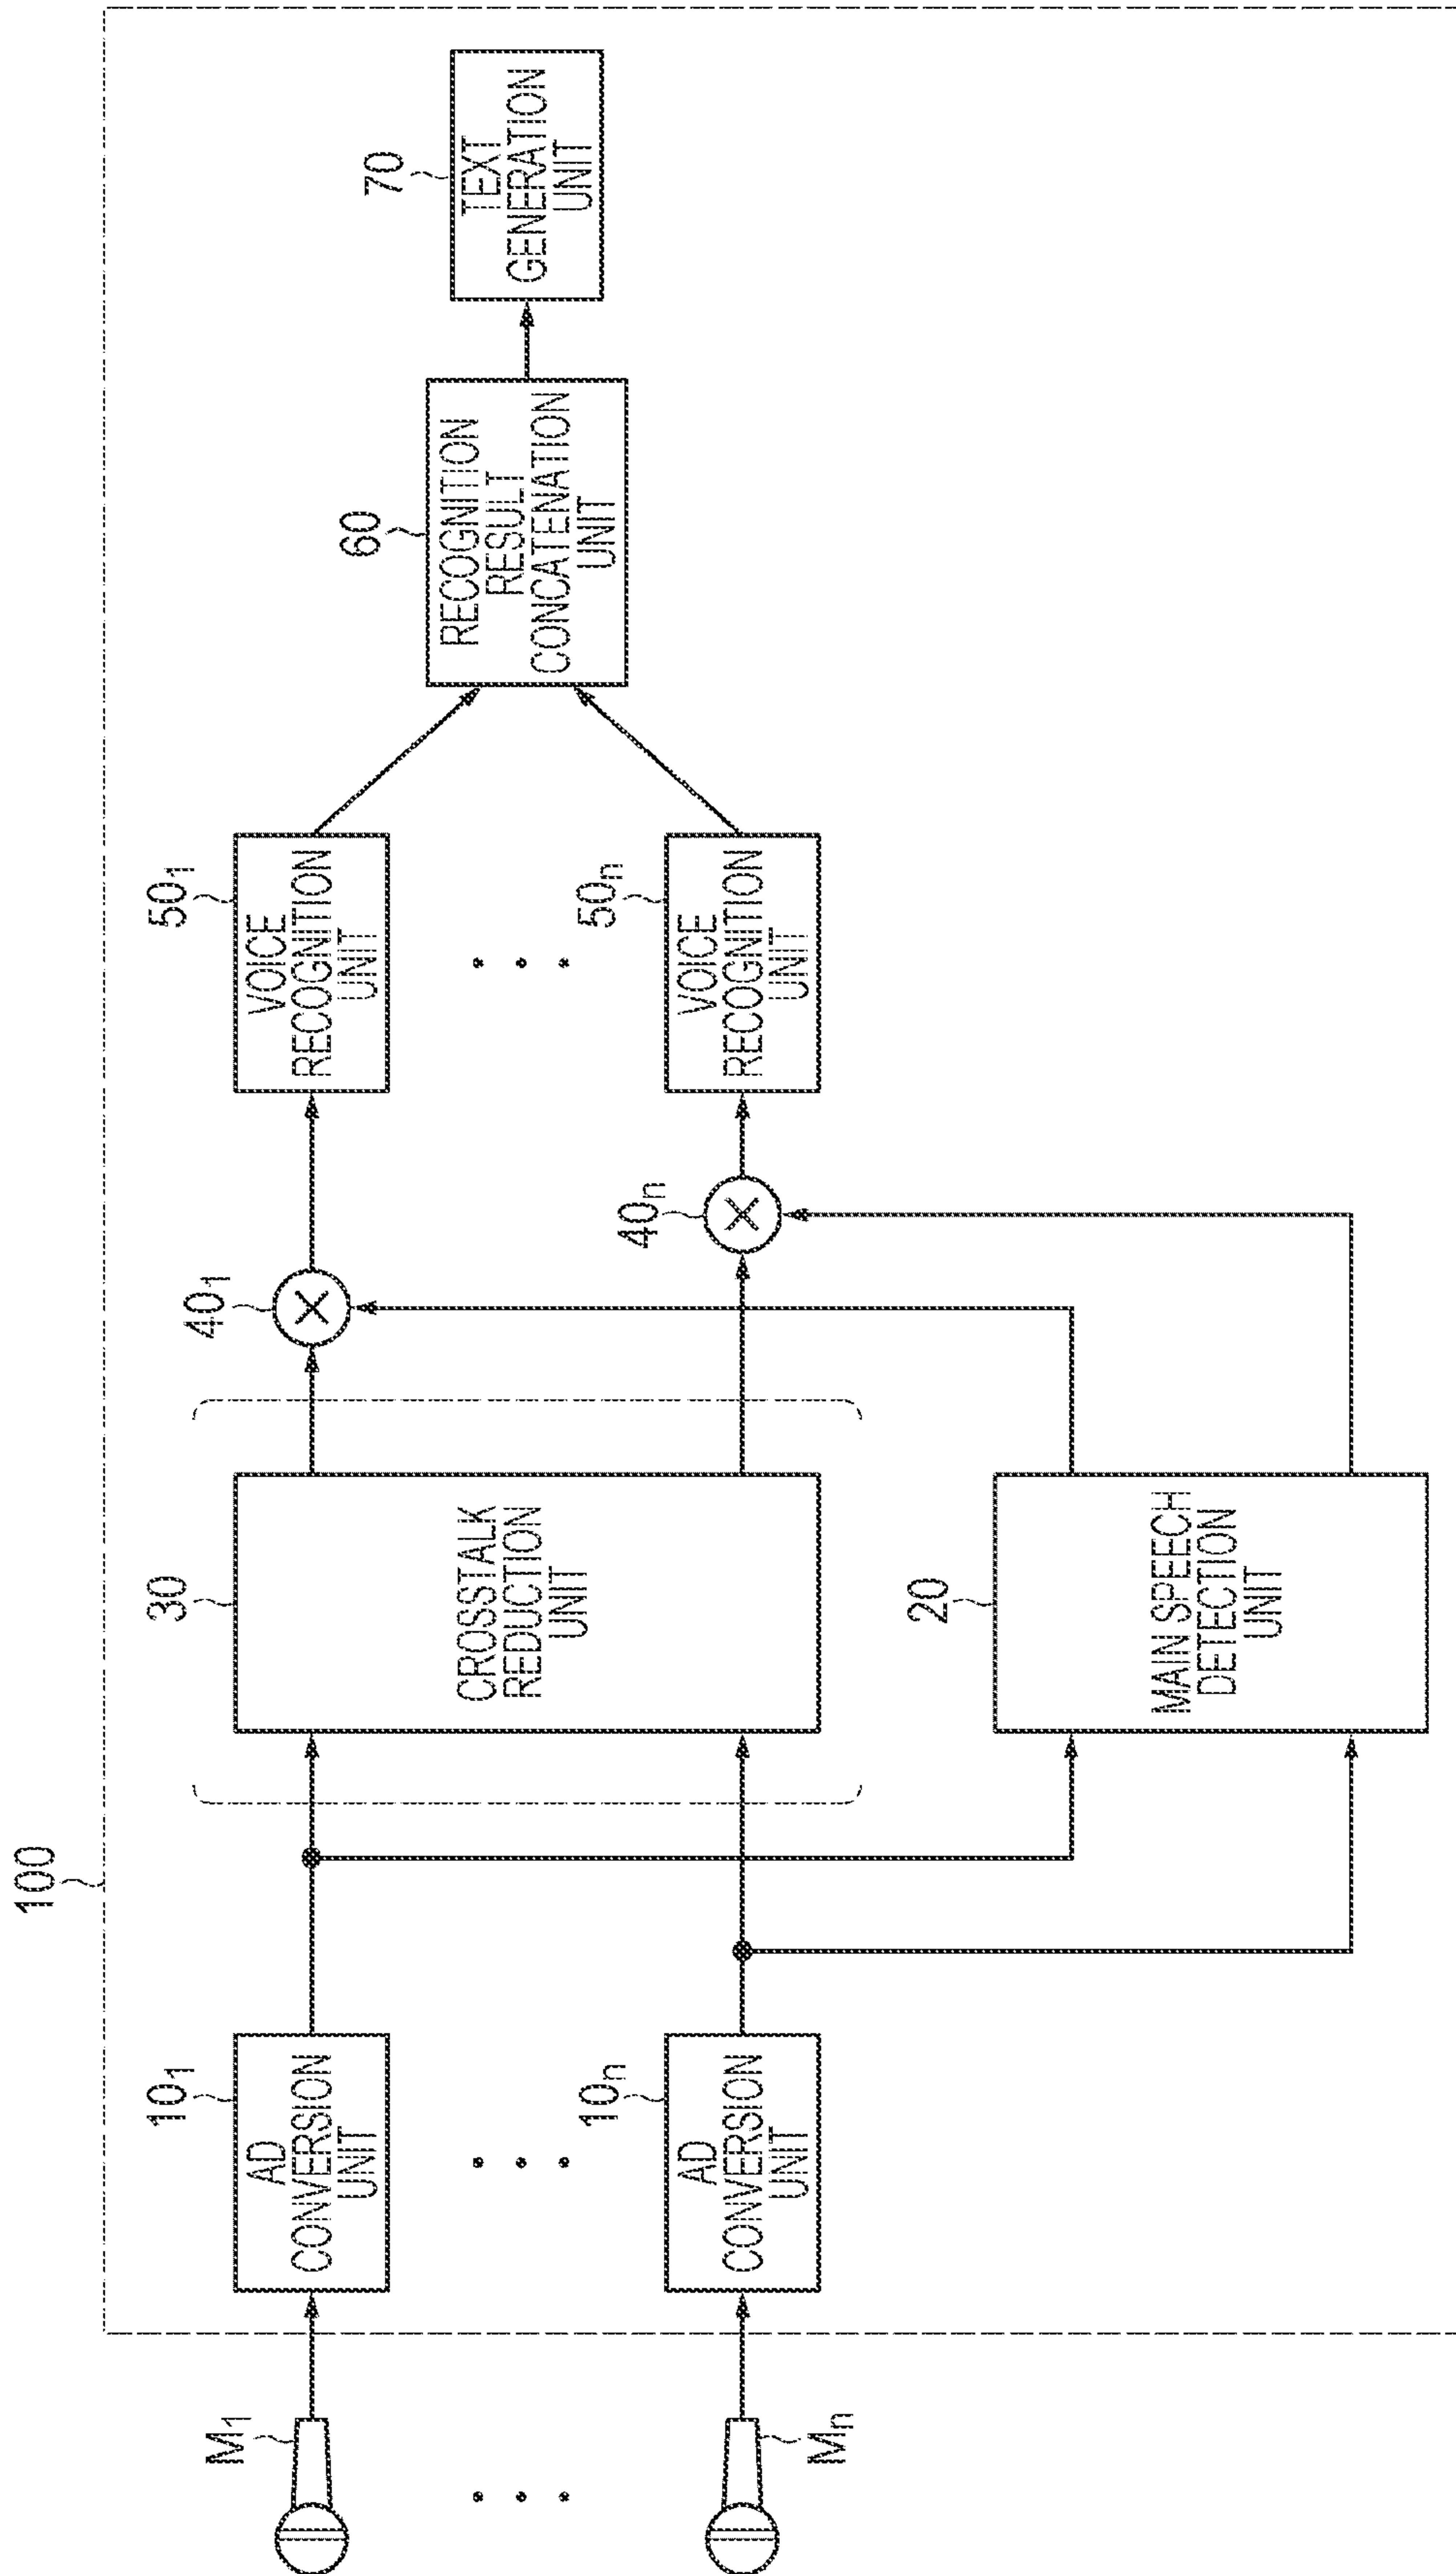 100
M1
Mn
101
AD
CONVERSION
UNIT
10n
AD
CONVERSION
UNIT
30
CROSSTALK
REDUCTION
UNIT
20
MAIN SPEECH
DETECTION
UNIT
401
×
40n
×
501
VOICE
RECOGNITION
UNIT
50n
VOICE
RECOGNITION
UNIT
60
RECOGNITION
RESULT
CONCATENATION
UNIT
70
TEXT
GENERATION
UNIT